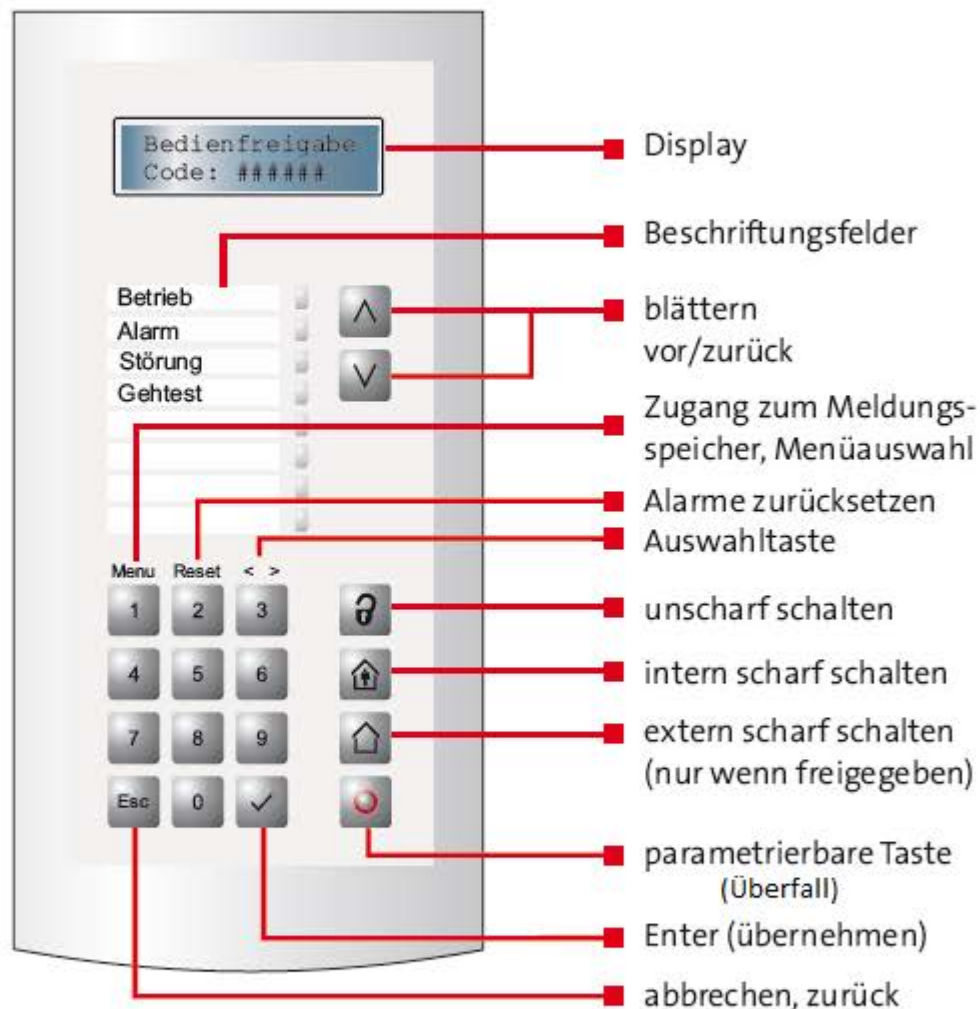 Bedienfreigabe
Code: ######
Display
Beschriftungsfelder
Betrieb
Alarm
Störung
Gehtest
blättern
vor/zurück
Zugang zum Meldungs-
speicher, Menüauswahl
Alarme zurücksetzen
Auswahltaste
Menu Reset < >
1 2 3
4 5 6
7 8 9
Esc 0
unscharf schalten
intern scharf schalten
extern scharf schalten
(nur wenn freigegeben)
parametrierbare Taste
(Überfall)
Enter (übernehmen)
abbrechen, zurück